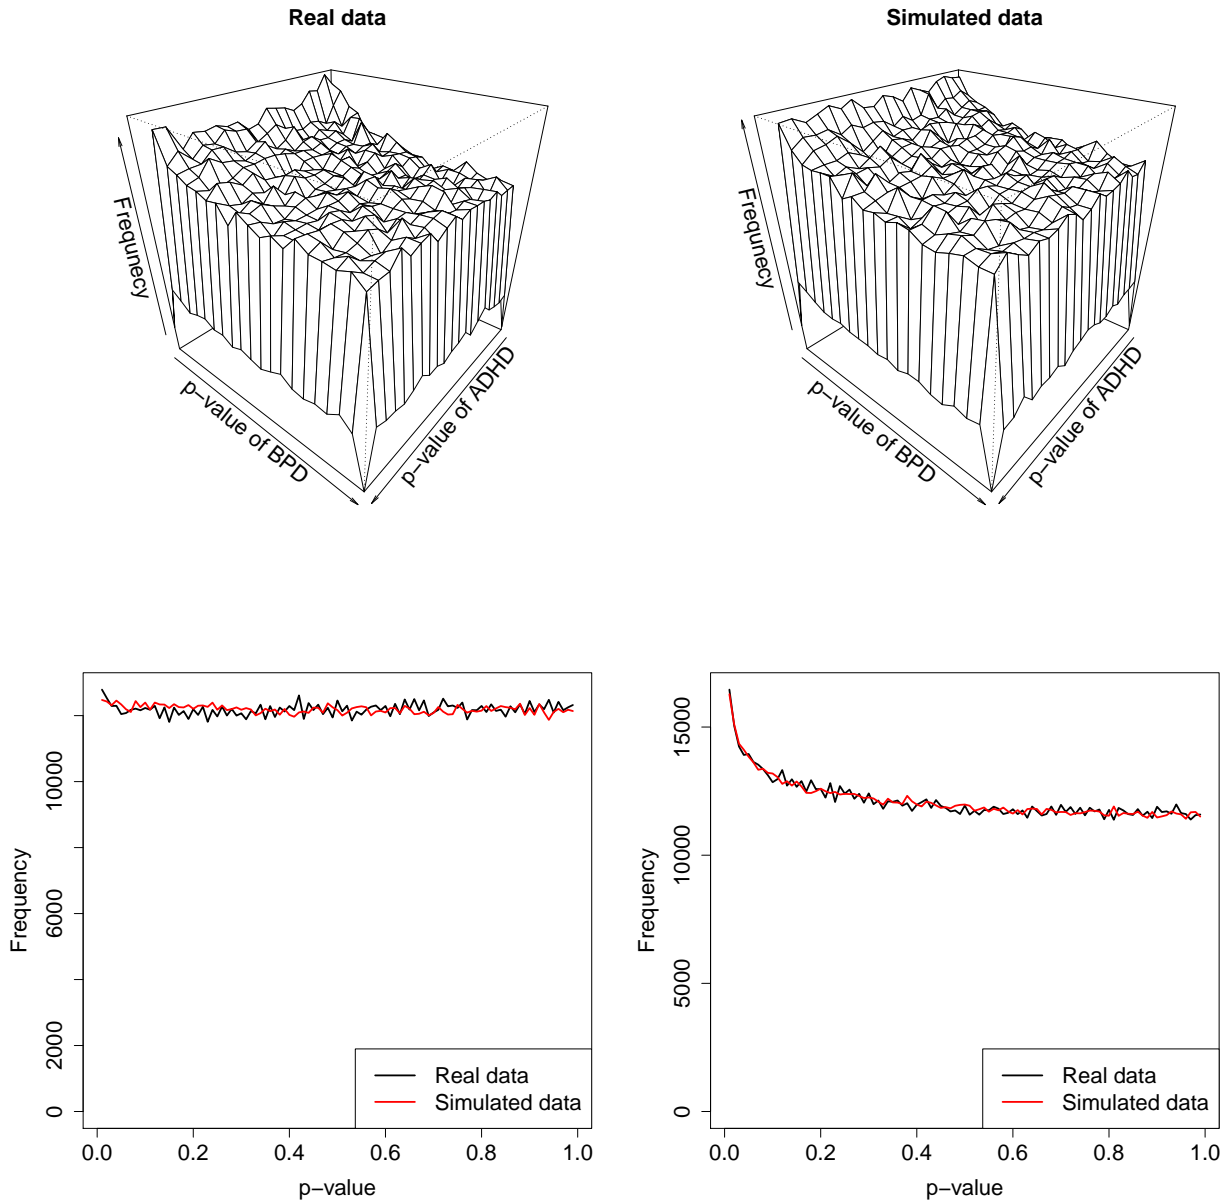 Real data
Simulated data
Frequnecy
p-value of BPD
p-value of ADHD
Frequnecy
p-value of BPD
p-value of ADHD
Frequency
0
2000
6000
10000
0.0
0.2
0.4
0.6
0.8
1.0
p-value
Real data
Simulated data
Frequency
0
5000
10000
15000
0.0
0.2
0.4
0.6
0.8
1.0
p-value
Real data
Simulated data